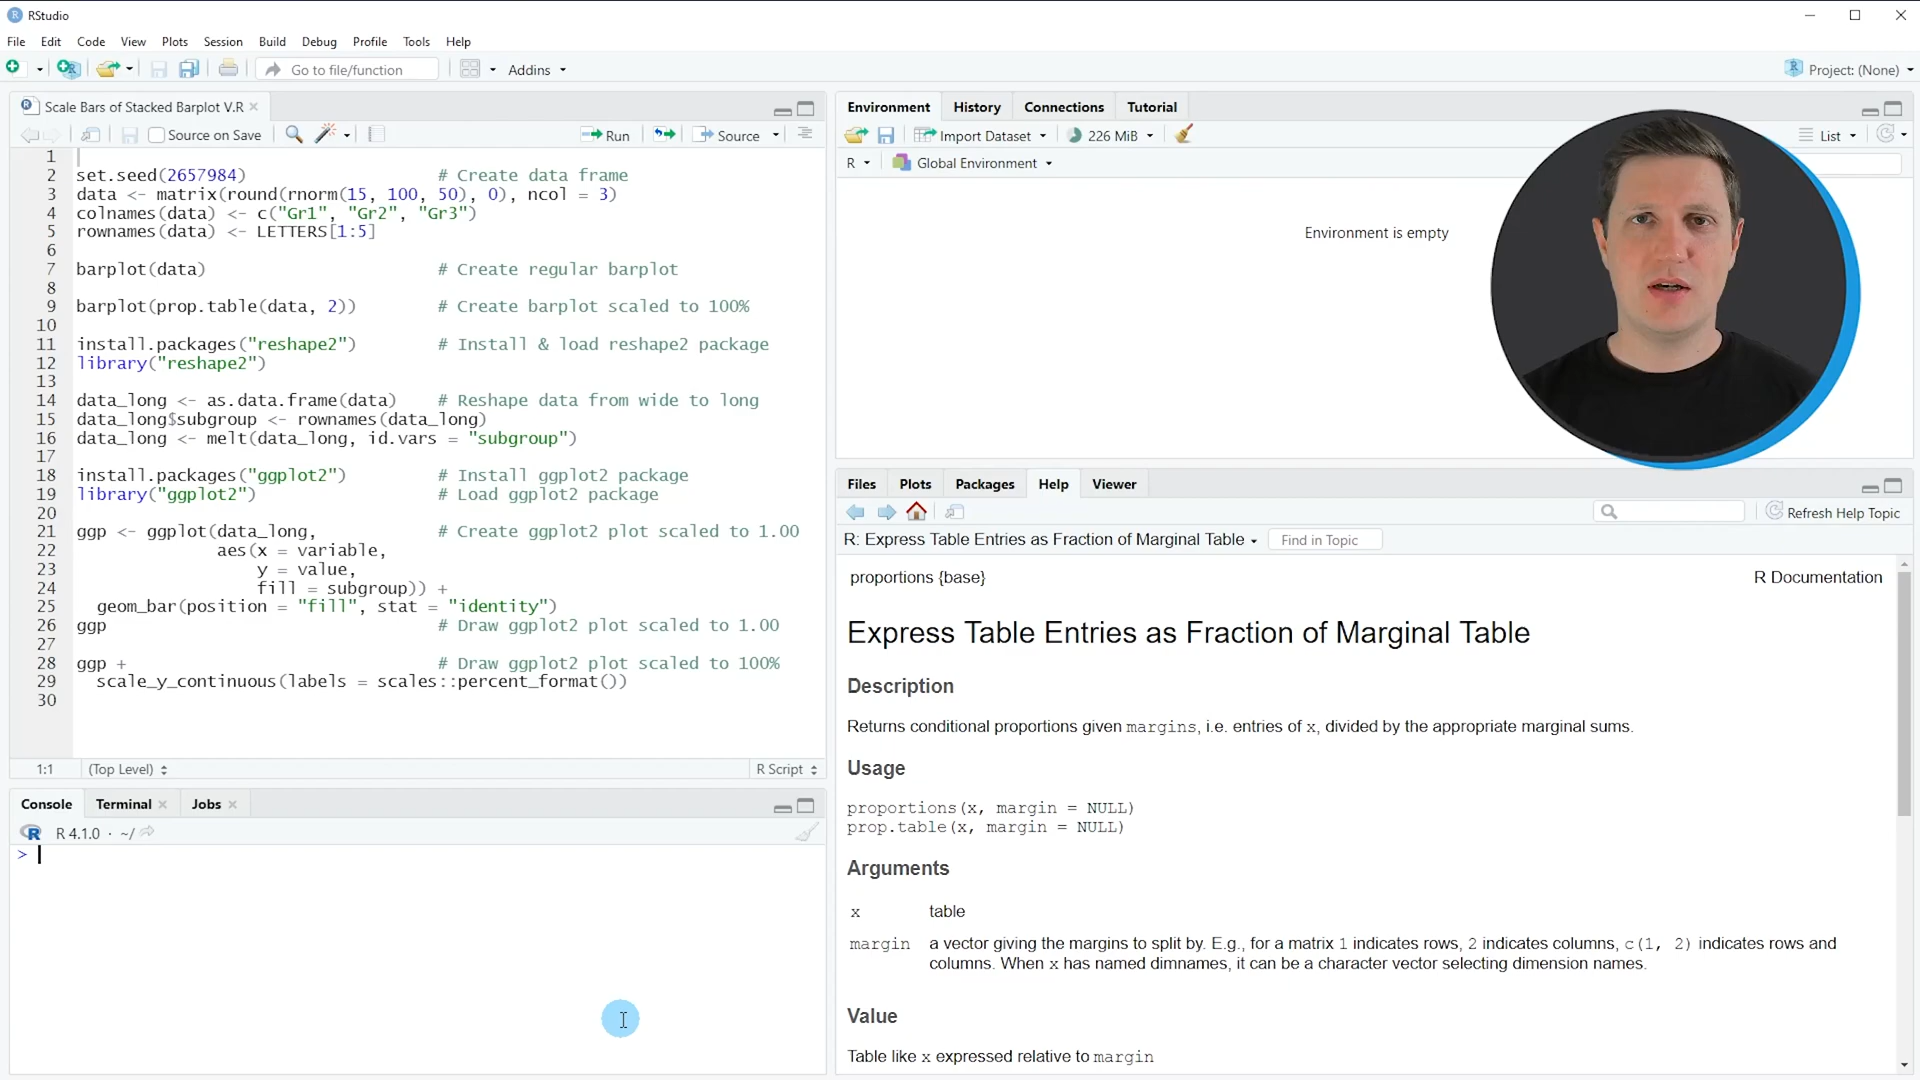 RStudio
File Edit Code View Plots Session Build Debug Profile Tools Help
Go to file/function Addins Project: (None)
Scale Bars of Stacked Barplot V.R
Source on Save Run Source
1
2 set.seed(2657984) # Create data frame
3 data <- matrix(round(rnorm(15, 100, 50), 0), ncol = 3)
4 colnames(data) <- c("Gr1", "Gr2", "Gr3")
5 rownames(data) <- LETTERS[1:5]
6
7 barplot(data) # Create regular barplot
8
9 barplot(prop.table(data, 2)) # Create barplot scaled to 100%
10
11 install.packages("reshape2") # Install & load reshape2 package
12 library("reshape2")
13
14 data_long <- as.data.frame(data) # Reshape data from wide to long
15 data_long$subgroup <- rownames(data_long)
16 data_long <- melt(data_long, id.vars = "subgroup")
17
18 install.packages("ggplot2") # Install ggplot2 package
19 library("ggplot2") # Load ggplot2 package
20
21 ggp <- ggplot(data_long, # Create ggplot2 plot scaled to 1.00
22 aes(x = variable,
23 y = value,
24 fill = subgroup)) +
25 geom_bar(position = "fill", stat = "identity")
26 ggp # Draw ggplot2 plot scaled to 1.00
27
28 ggp + # Draw ggplot2 plot scaled to 100%
29 scale_y_continuous(labels = scales::percent_format())
30
1:1 (Top Level) R Script
Console Terminal Jobs
R 4.1.0 · ~/
>
Environment History Connections Tutorial
Import Dataset 226 MiB List
R Global Environment
Environment is empty
Files Plots Packages Help Viewer
Refresh Help Topic
R: Express Table Entries as Fraction of Marginal Table Find in Topic
proportions {base} R Documentation
Express Table Entries as Fraction of Marginal Table
Description
Returns conditional proportions given margins, i.e. entries of x, divided by the appropriate marginal sums.
Usage
proportions(x, margin = NULL)
prop.table(x, margin = NULL)
Arguments
x table
margin a vector giving the margins to split by. E.g., for a matrix 1 indicates rows, 2 indicates columns, c(1, 2) indicates rows and
columns. When x has named dimnames, it can be a character vector selecting dimension names.
Value
Table like x expressed relative to margin